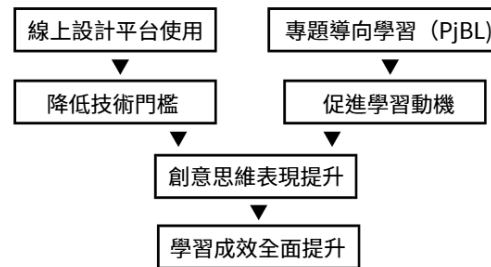 線上設計平台使用
專題導向學習（PjBL)
降低技術門檻
促進學習動機
創意思維表現提升
學習成效全面提升